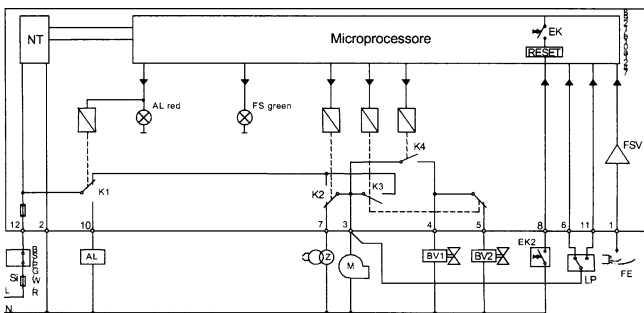 NT
Microprocessore
EK
RESET
AL red
FS green
FSV
K4
K1
K2
K3
12
2
10
7
3
4
5
8
6
11
1
B
S
P
G
W
R
AL
Z
M
BV1
BV2
EK2
LP
FE
Si
L
N